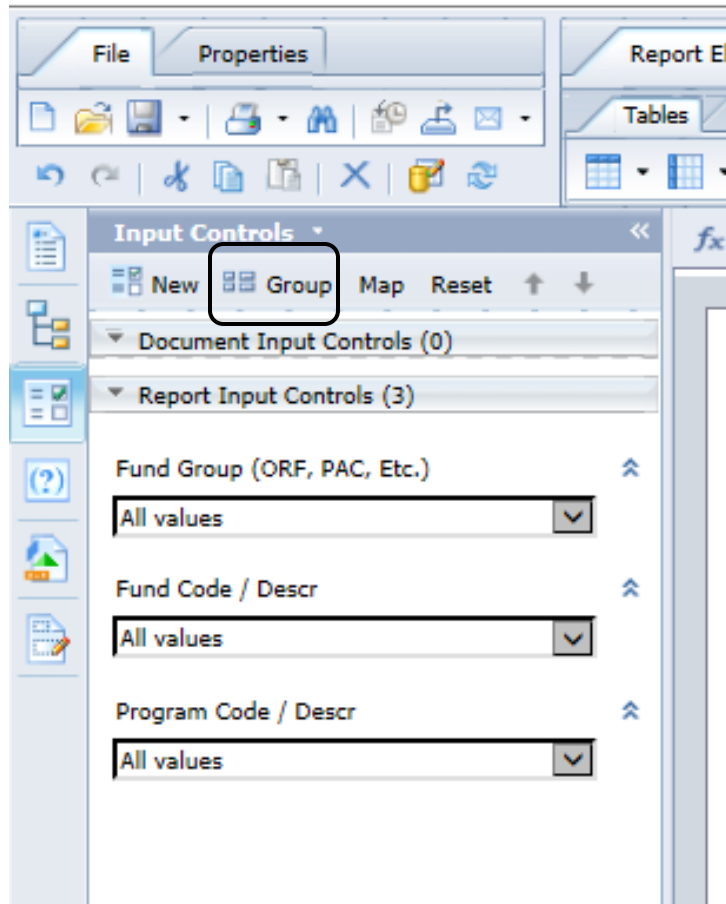 File Properties Report El
Tables
Input Controls
fx
New Group Map Reset
Document Input Controls (0)
Report Input Controls (3)
Fund Group (ORF, PAC, Etc.)
All values
Fund Code / Descr
All values
Program Code / Descr
All values